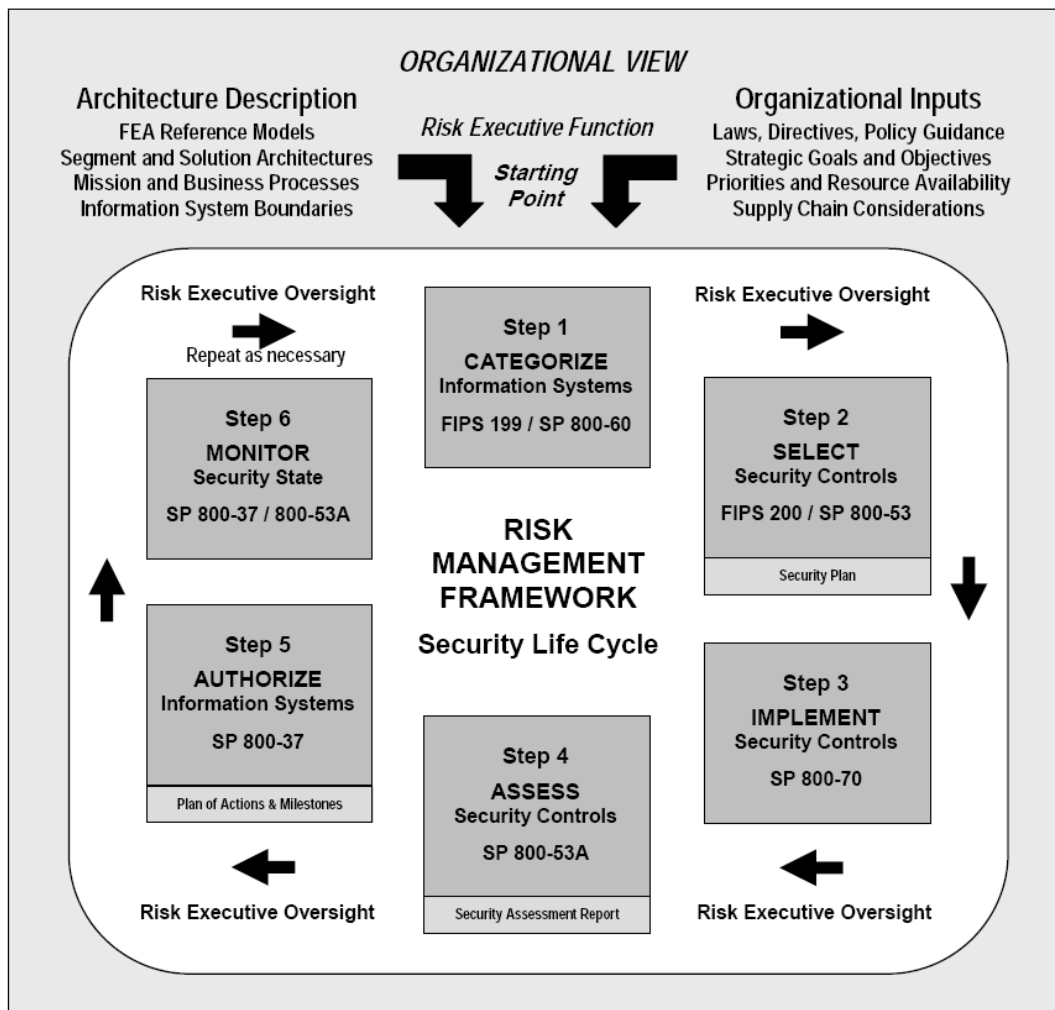 ORGANIZATIONAL VIEW
Architecture Description
FEA Reference Models
Segment and Solution Architectures
Mission and Business Processes
Information System Boundaries
Risk Executive Function
Starting
Point
Organizational Inputs
Laws, Directives, Policy Guidance
Strategic Goals and Objectives
Priorities and Resource Availability
Supply Chain Considerations
Risk Executive Oversight
Repeat as necessary
Step 1
CATEGORIZE
Information Systems
FIPS 199 / SP 800-60
Risk Executive Oversight
Step 6
MONITOR
Security State
SP 800-37 / 800-53A
Step 2
SELECT
Security Controls
FIPS 200 / SP 800-53
Security Plan
RISK
MANAGEMENT
FRAMEWORK
Security Life Cycle
Step 5
AUTHORIZE
Information Systems
SP 800-37
Plan of Actions & Milestones
Step 3
IMPLEMENT
Security Controls
SP 800-70
Step 4
ASSESS
Security Controls
SP 800-53A
Security Assessment Report
Risk Executive Oversight
Risk Executive Oversight